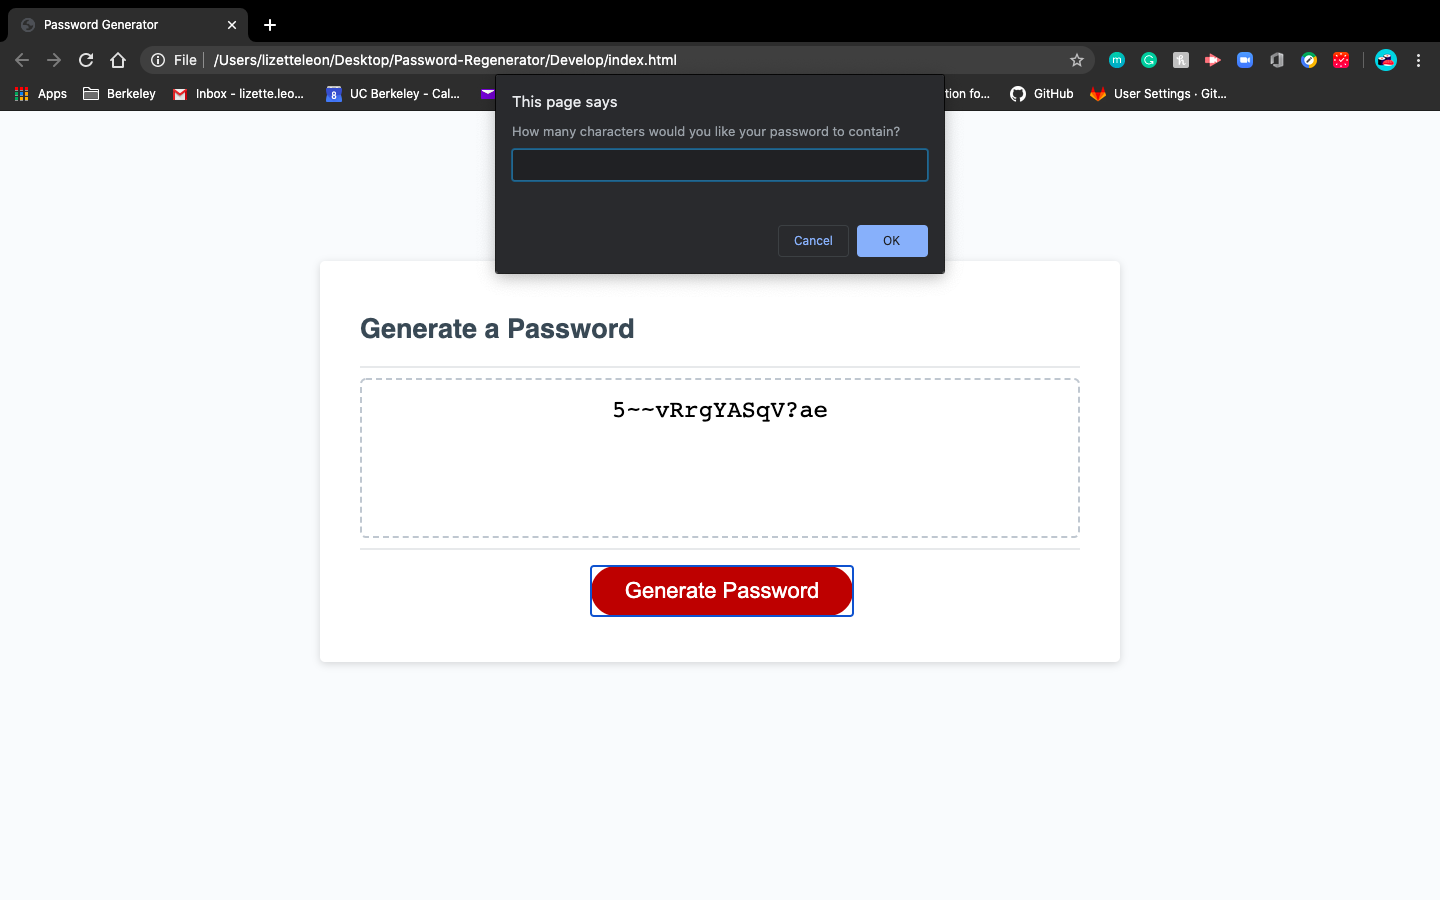 Password Generator
File
/Users/lizetteleon/Desktop/Password-Regenerator/Develop/index.html
Apps
Berkeley
Inbox - lizette.leo...
8
UC Berkeley - Cal...
tion fo...
GitHub
User Settings · Git...
This page says
How many characters would you like your password to contain?
Cancel
OK
Generate a Password
5~~vRrgYASqV?ae
Generate Password